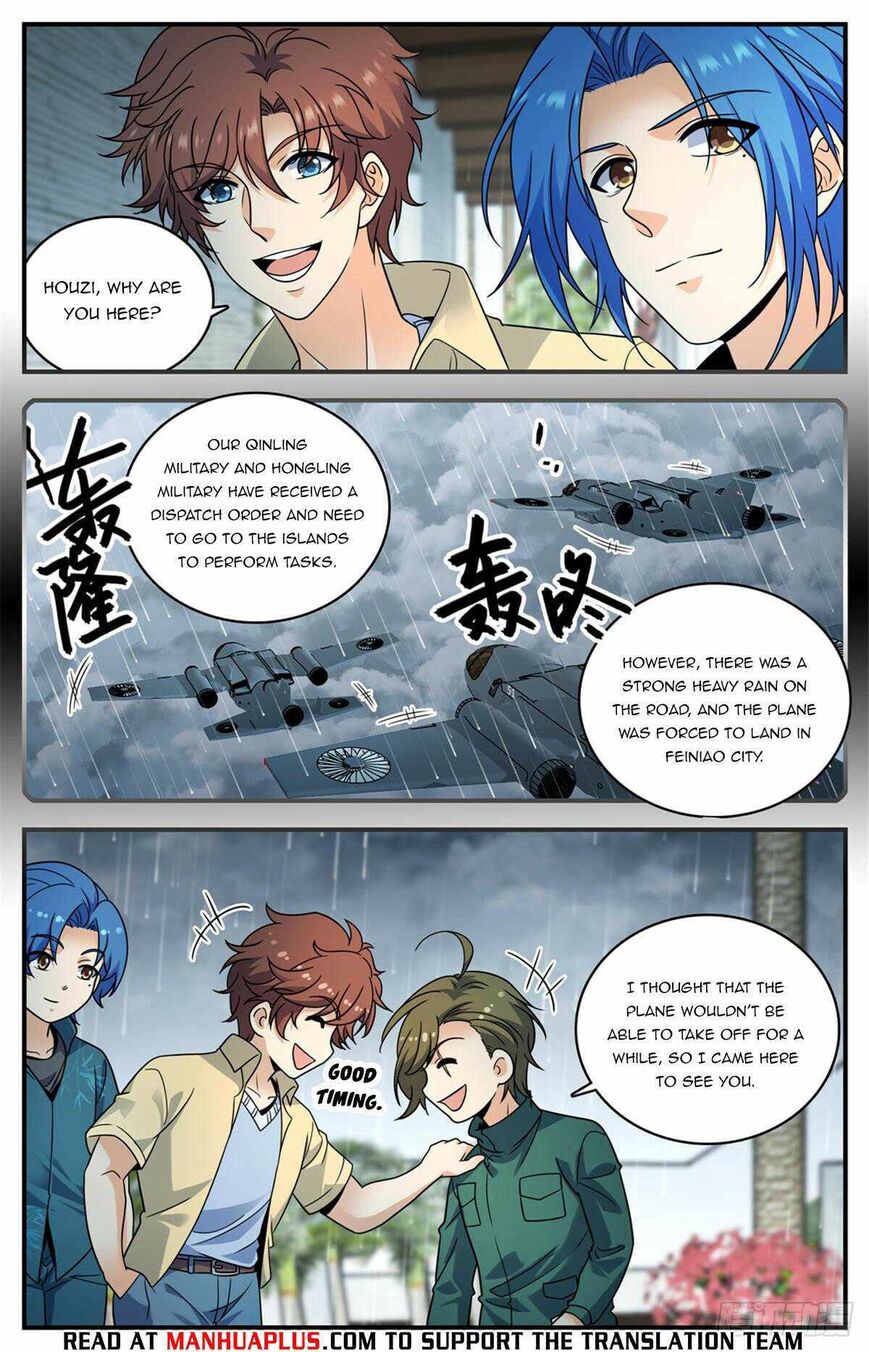 HOUZI, WHY ARE
YOU HERE?
OUR QINLING
MILITARY AND HONGLING
MILITARY HAVE RECEIVED A
DISPATCH ORDER AND NEED
TO GO TO THE ISLANDS
TO PERFORM TASKS.
轰隆
轰咚
HOWEVER, THERE WAS A
STRONG HEAVY RAIN ON
THE ROAD, AND THE PLANE
WAS FORCED TO LAND IN
FEINIAO CITY.
GOOD
TIMING.
I THOUGHT THAT THE
PLANE WOULDN'T BE
ABLE TO TAKE OFF FOR A
WHILE, SO I CAME HERE
TO SEE YOU.
READ AT MANHUAPLUS.COM TO SUPPORT THE TRANSLATION TEAM